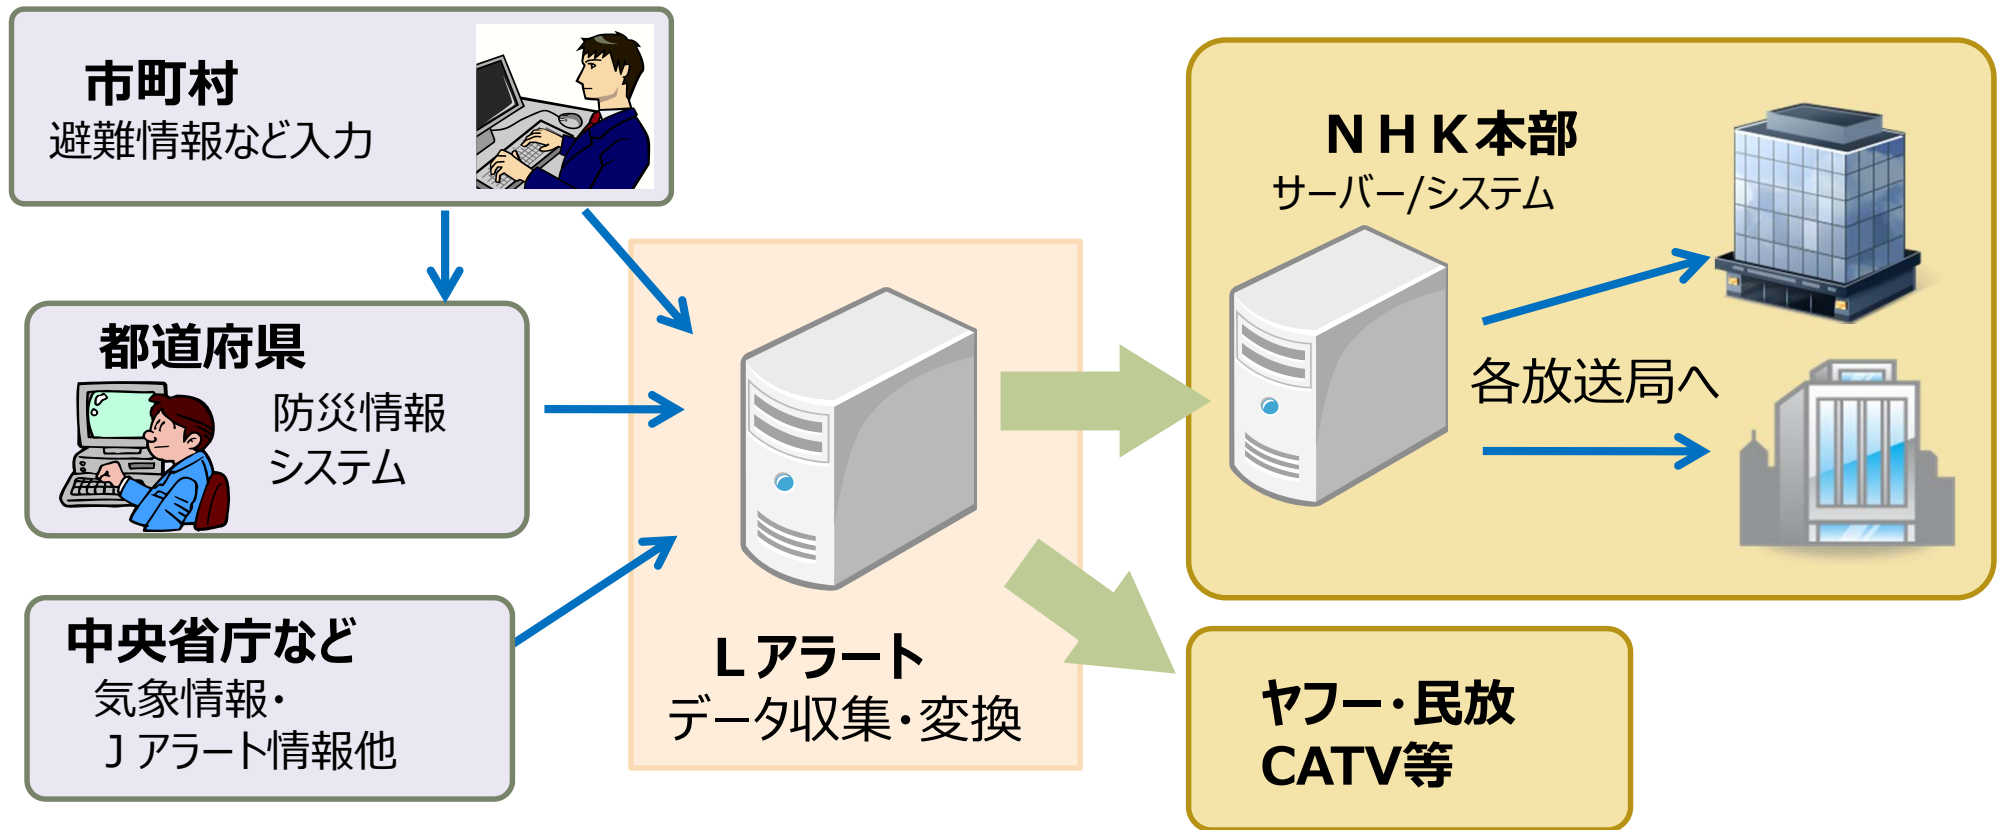 市町村
避難情報など入力
都道府県
防災情報
システム
中央省庁など
気象情報・
Ｊアラート情報他
Ｌアラート
データ収集・変換
ＮＨＫ本部
サーバー/システム
各放送局へ
ヤフー・民放
CATV等